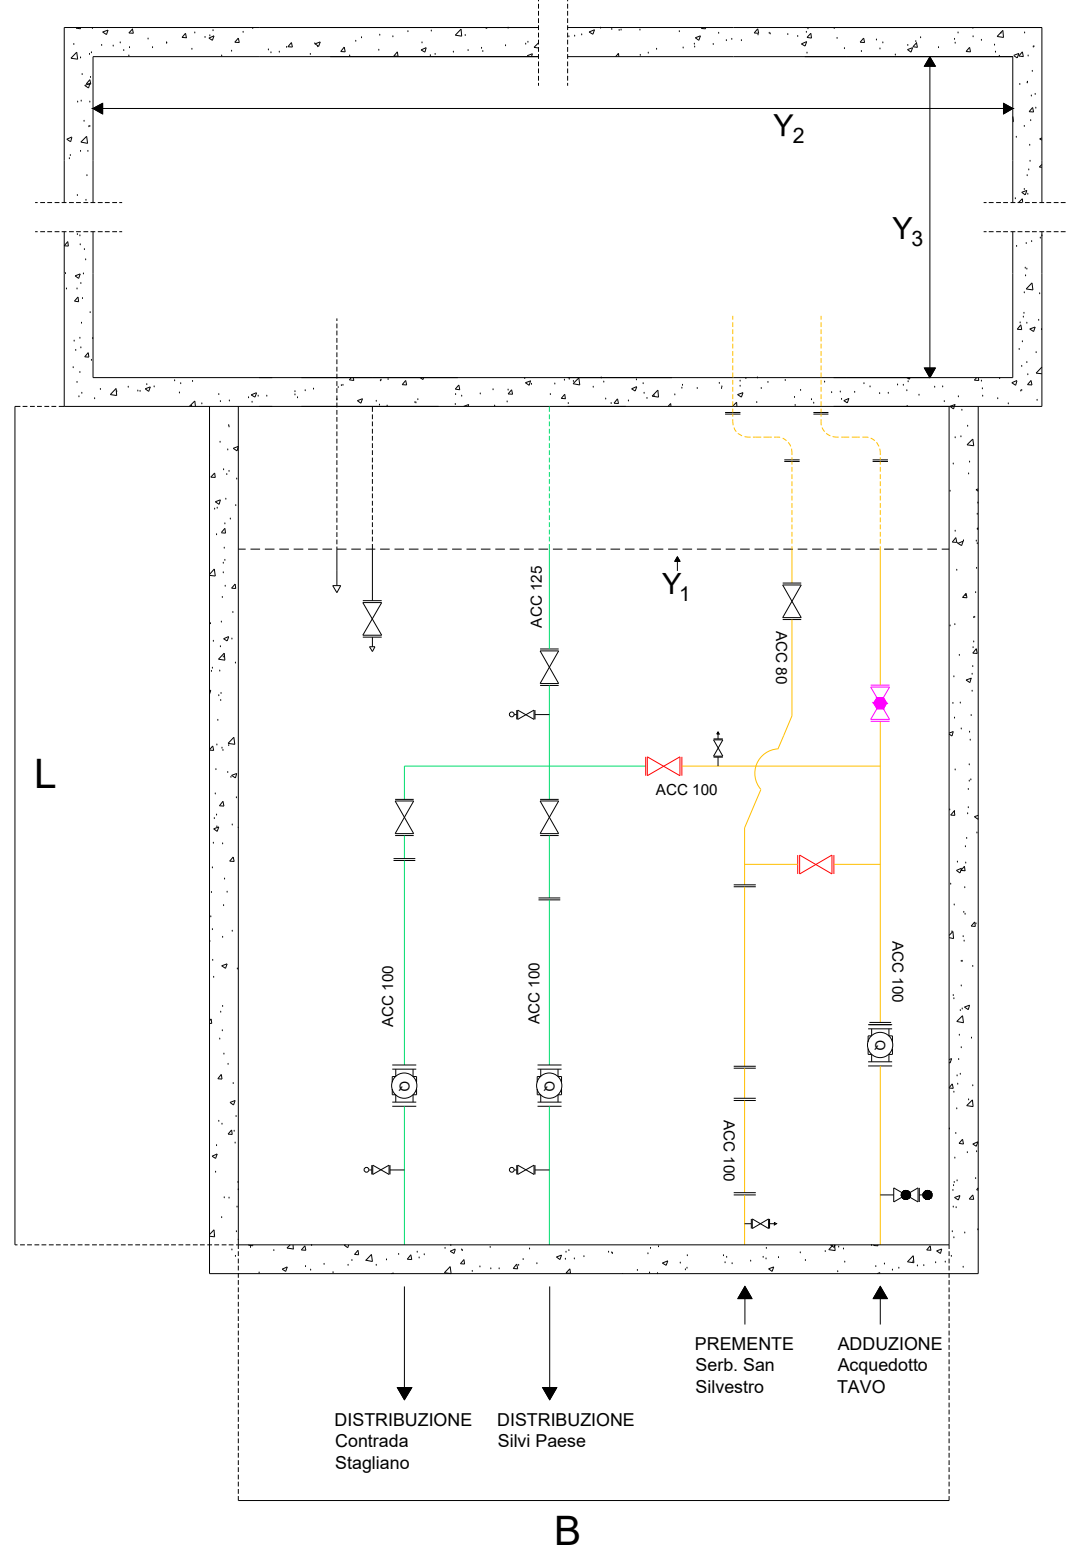 Y2
Y3
Y1
ACC 125
ACC 80
L
ACC 100
ACC 100
ACC 100
ACC 100
Q
Q
Q
ACC 100
PREMENTE
Serb. San
Silvestro
ADDUZIONE
Acquedotto
TAVO
DISTRIBUZIONE
Contrada
Stagliano
DISTRIBUZIONE
Silvi Paese
B